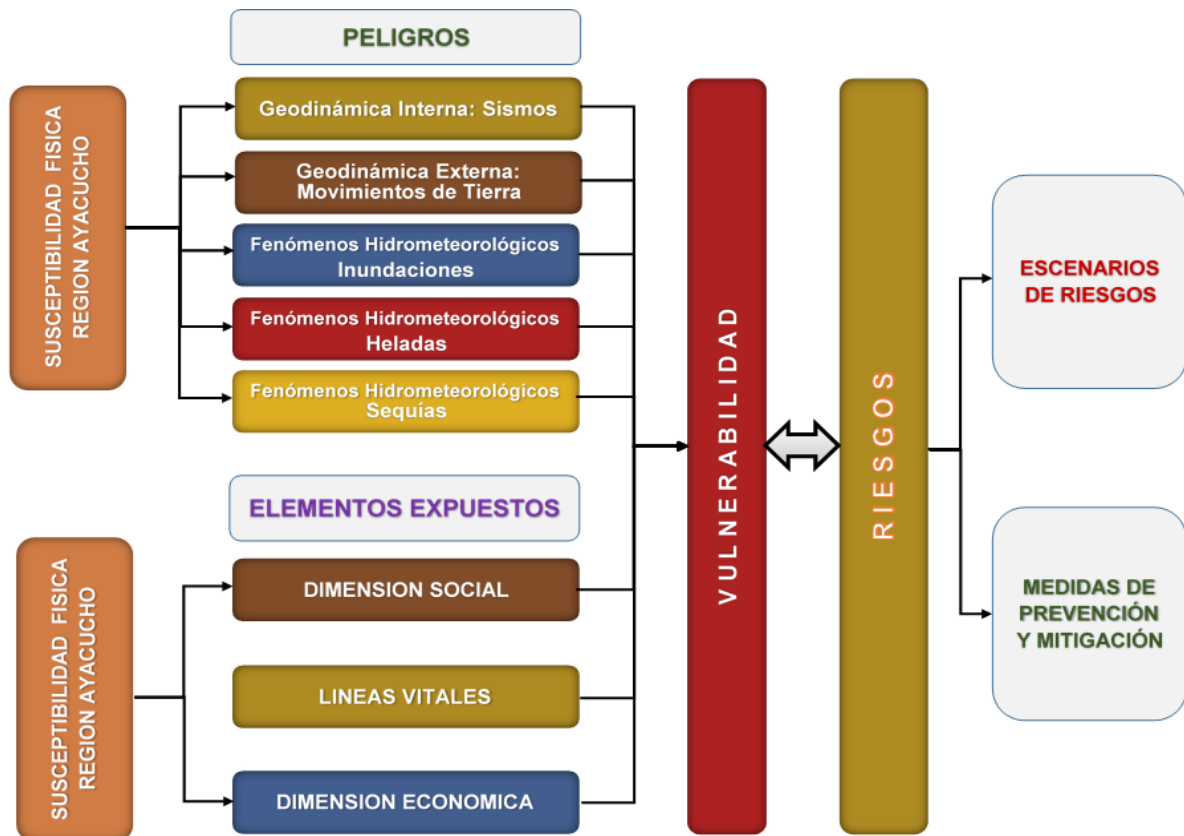 PELIGROS
SUSCEPTIBILIDAD FISICA
REGION AYACUCHO
Geodinámica Interna: Sismos
Geodinámica Externa:
Movimientos de Tierra
Fenómenos Hidrometeorológicos
Inundaciones
Fenómenos Hidrometeorológicos
Heladas
Fenómenos Hidrometeorológicos
Sequías
ELEMENTOS EXPUESTOS
SUSCEPTIBILIDAD FISICA
REGION AYACUCHO
DIMENSION SOCIAL
LINEAS VITALES
DIMENSION ECONOMICA
VULNERABILIDAD
RIESGOS
ESCENARIOS
DE RIESGOS
MEDIDAS DE
PREVENCIÓN
Y MITIGACIÓN